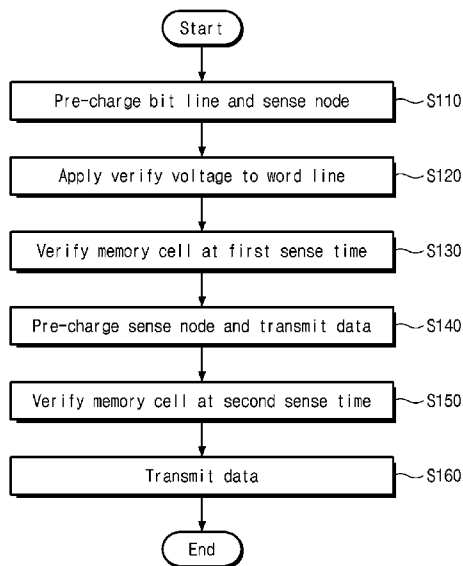 Start
Pre-charge bit line and sense node
S110
Apply verify voltage to word line
S120
Verify memory cell at first sense time
S130
Pre-charge sense node and transmit data
S140
Verify memory cell at second sense time
S150
Transmit data
S160
End